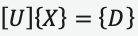 [U]{X} = {D}